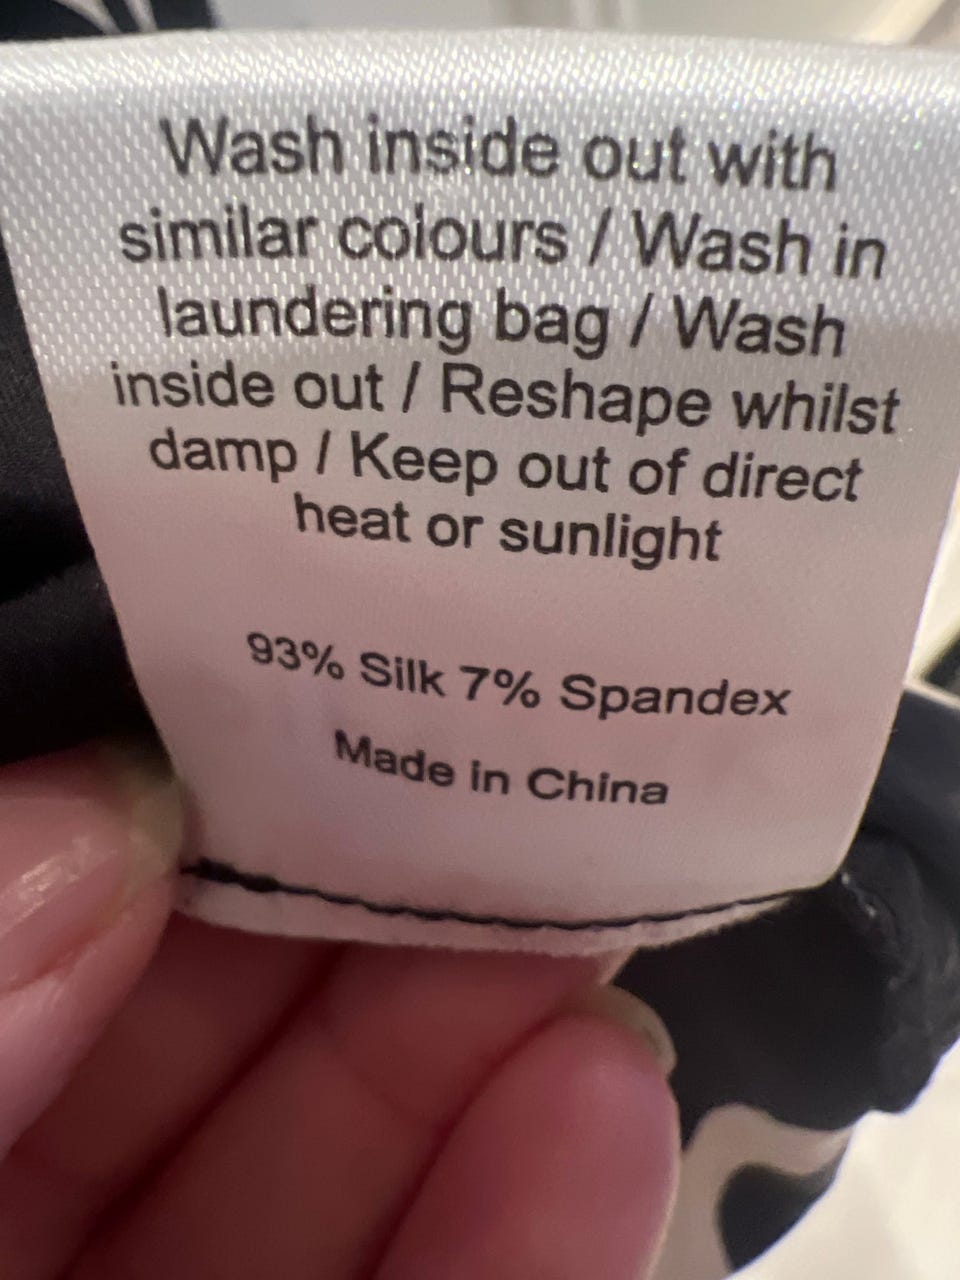 Wash inside out with
similar colours / Wash in
laundering bag / Wash
inside out / Reshape whilst
damp / Keep out of direct
heat or sunlight
93% Silk 7% Spandex
Made in China